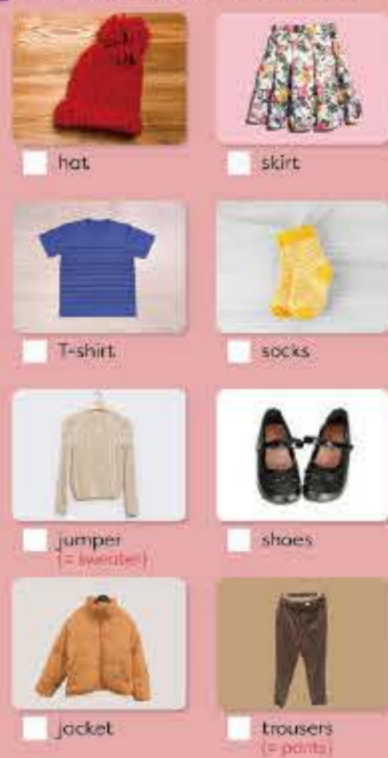 hat
skirt
T-shirt
socks
jumper
(= sweater)
shoes
jacket
trousers
(= pants)